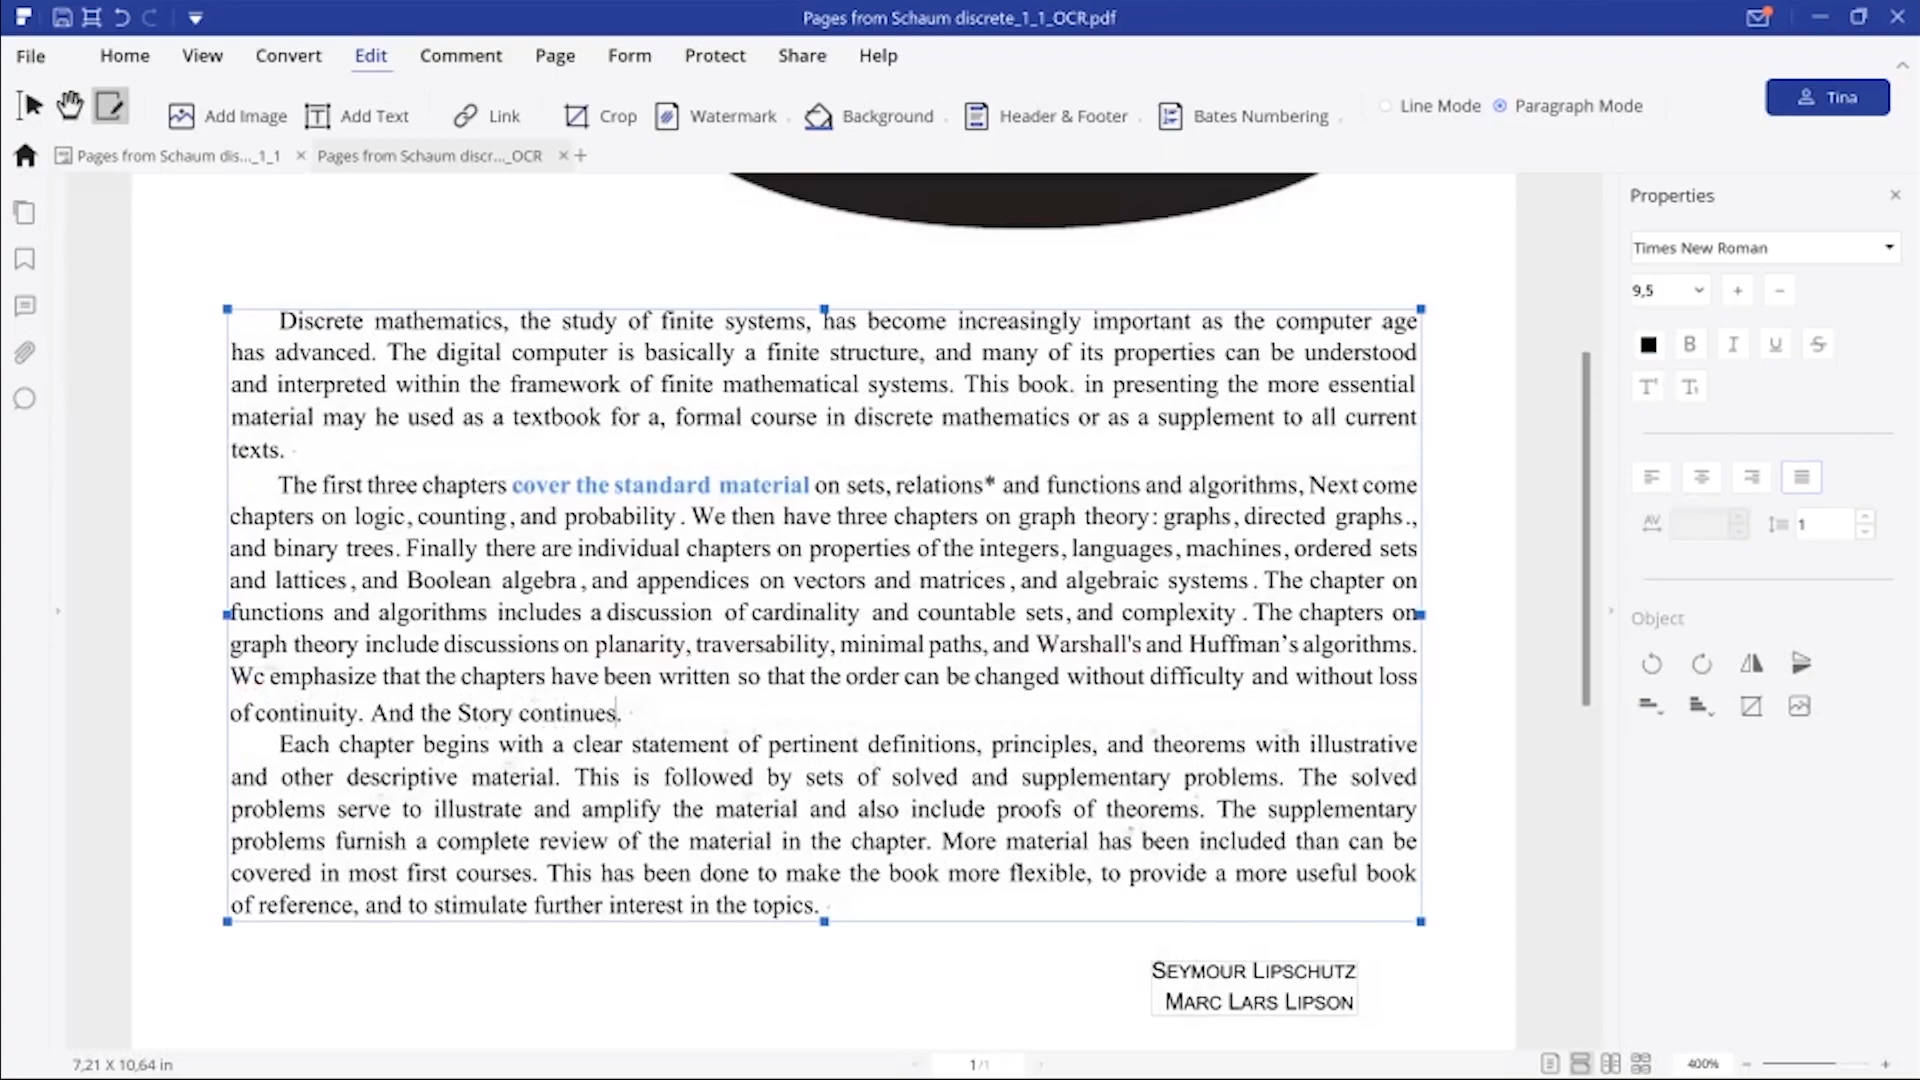 Pages from Schaum discrete_1_1_OCR.pdf
File Home View Convert Edit Comment Page Form Protect Share Help
Add Image Add Text Link Crop Watermark Background Header & Footer Bates Numbering Line Mode Paragraph Mode Tina
Pages from Schaum dis..._1_1 Pages from Schaum discr..._OCR
Properties
Times New Roman
9,5
B I U S
AV 1
Object
Discrete mathematics, the study of finite systems, has become increasingly important as the computer age
has advanced. The digital computer is basically a finite structure, and many of its properties can be understood
and interpreted within the framework of finite mathematical systems. This book. in presenting the more essential
material may he used as a textbook for a, formal course in discrete mathematics or as a supplement to all current
texts.
The first three chapters cover the standard material on sets, relations* and functions and algorithms, Next come
chapters on logic, counting, and probability. We then have three chapters on graph theory: graphs, directed graphs.,
and binary trees. Finally there are individual chapters on properties of the integers, languages, machines, ordered sets
and lattices, and Boolean algebra, and appendices on vectors and matrices, and algebraic systems. The chapter on
functions and algorithms includes a discussion of cardinality and countable sets, and complexity. The chapters on
graph theory include discussions on planarity, traversability, minimal paths, and Warshall's and Huffman's algorithms.
Wc emphasize that the chapters have been written so that the order can be changed without difficulty and without loss
of continuity. And the Story continues.
Each chapter begins with a clear statement of pertinent definitions, principles, and theorems with illustrative
and other descriptive material. This is followed by sets of solved and supplementary problems. The solved
problems serve to illustrate and amplify the material and also include proofs of theorems. The supplementary
problems furnish a complete review of the material in the chapter. More material has been included than can be
covered in most first courses. This has been done to make the book more flexible, to provide a more useful book
of reference, and to stimulate further interest in the topics.
SEYMOUR LIPSCHUTZ
MARC LARS LIPSON
7,21 X 10,64 in 1/1 400%